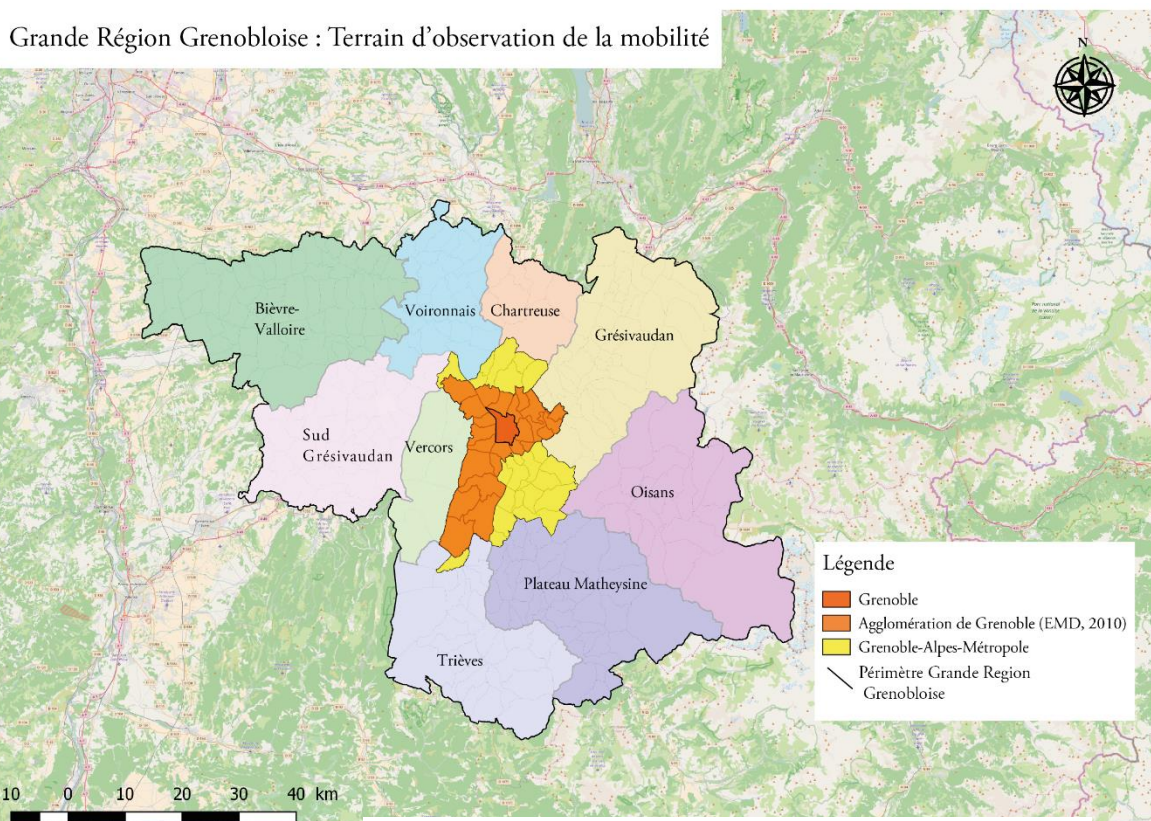 Grande Région Grenobloise : Terrain d'observation de la mobilité
N
Bièvre-
Valloire
Voironnais
Chartreuse
Grésivaudan
Sud
Grésivaudan
Vercors
Oisans
Plateau Matheysine
Trièves
Légende
Grenoble
Agglomération de Grenoble (EMD, 2010)
Grenoble-Alpes-Métropole
Périmètre Grande Region
Grenobloise
10 0 10 20 30 40 km